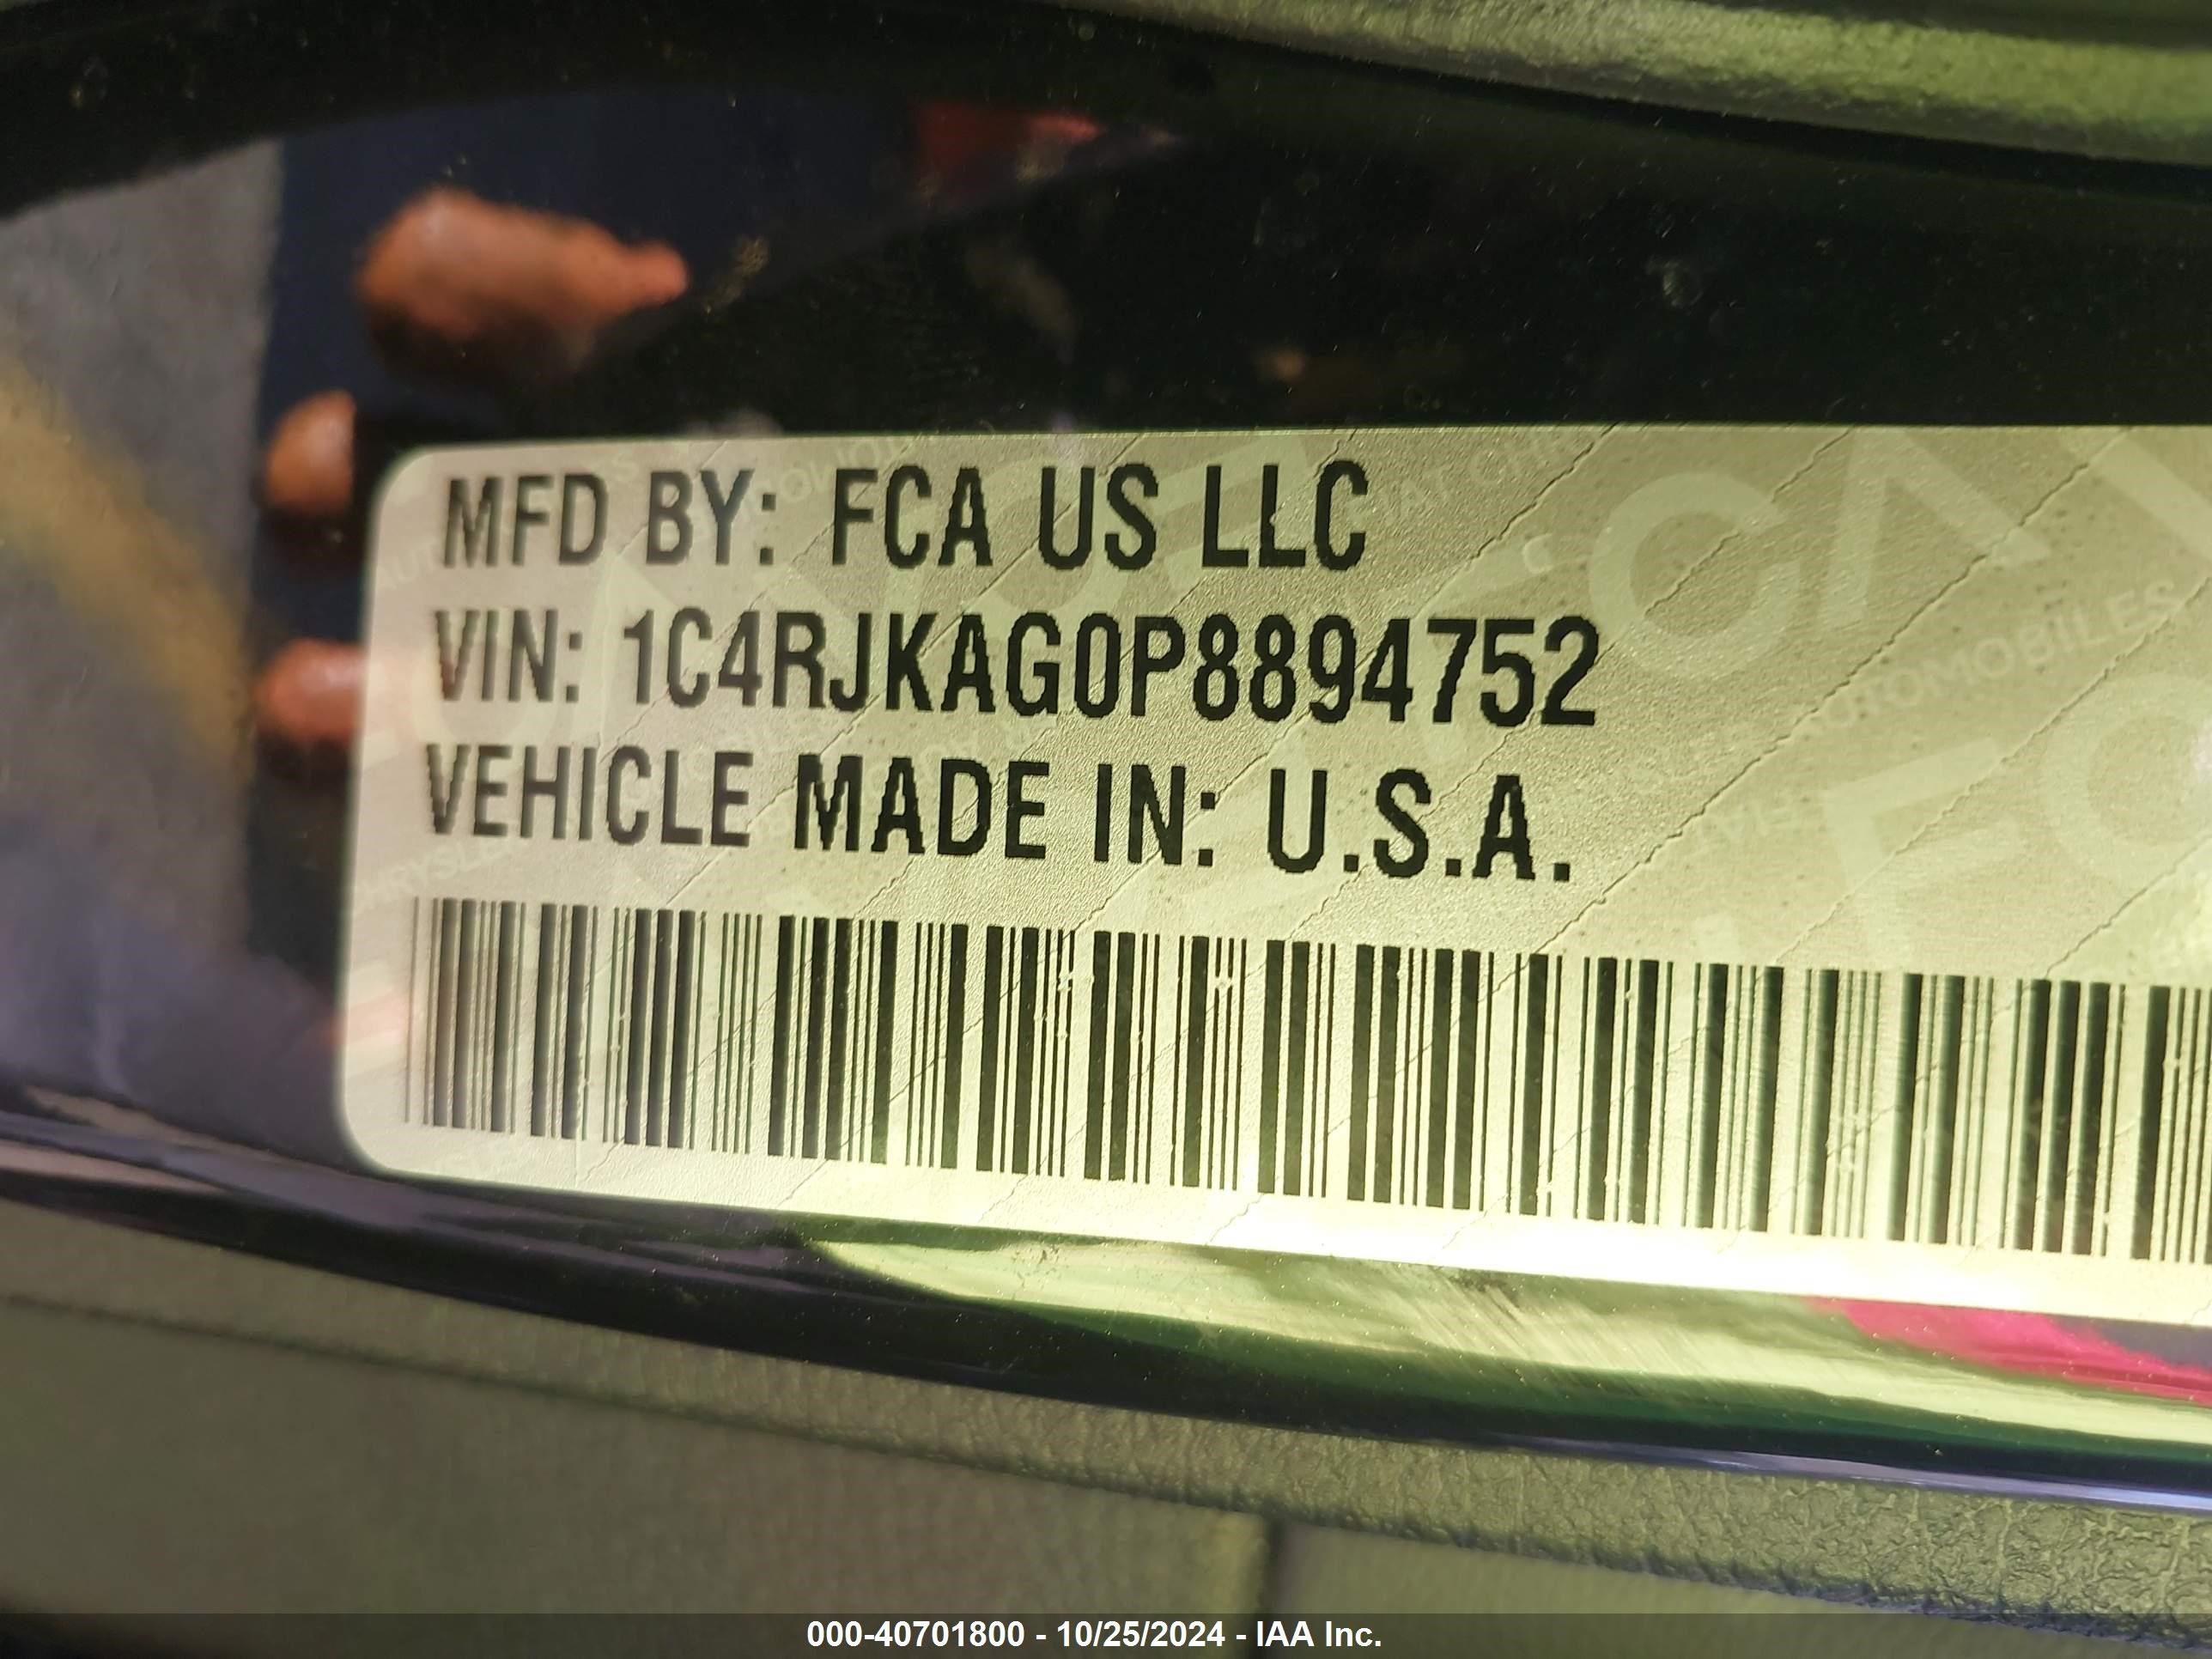 MFD BY: FCA US LLC
VIN: 1C4RJKAG0P8894752
VEHICLE MADE IN: U.S.A.
000-40701800 - 10/25/2024 - IAA Inc.